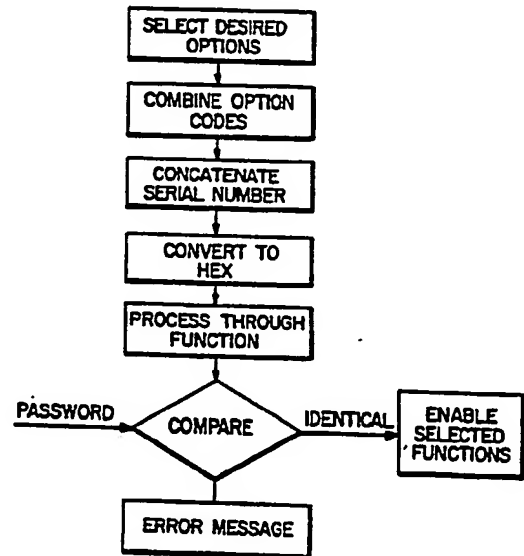 SELECT DESIRED
OPTIONS
COMBINE OPTION
CODES
CONCATENATE
SERIAL NUMBER
CONVERT TO
HEX
PROCESS THROUGH
FUNCTION
PASSWORD
COMPARE
IDENTICAL
ENABLE
SELECTED
FUNCTIONS
ERROR MESSAGE